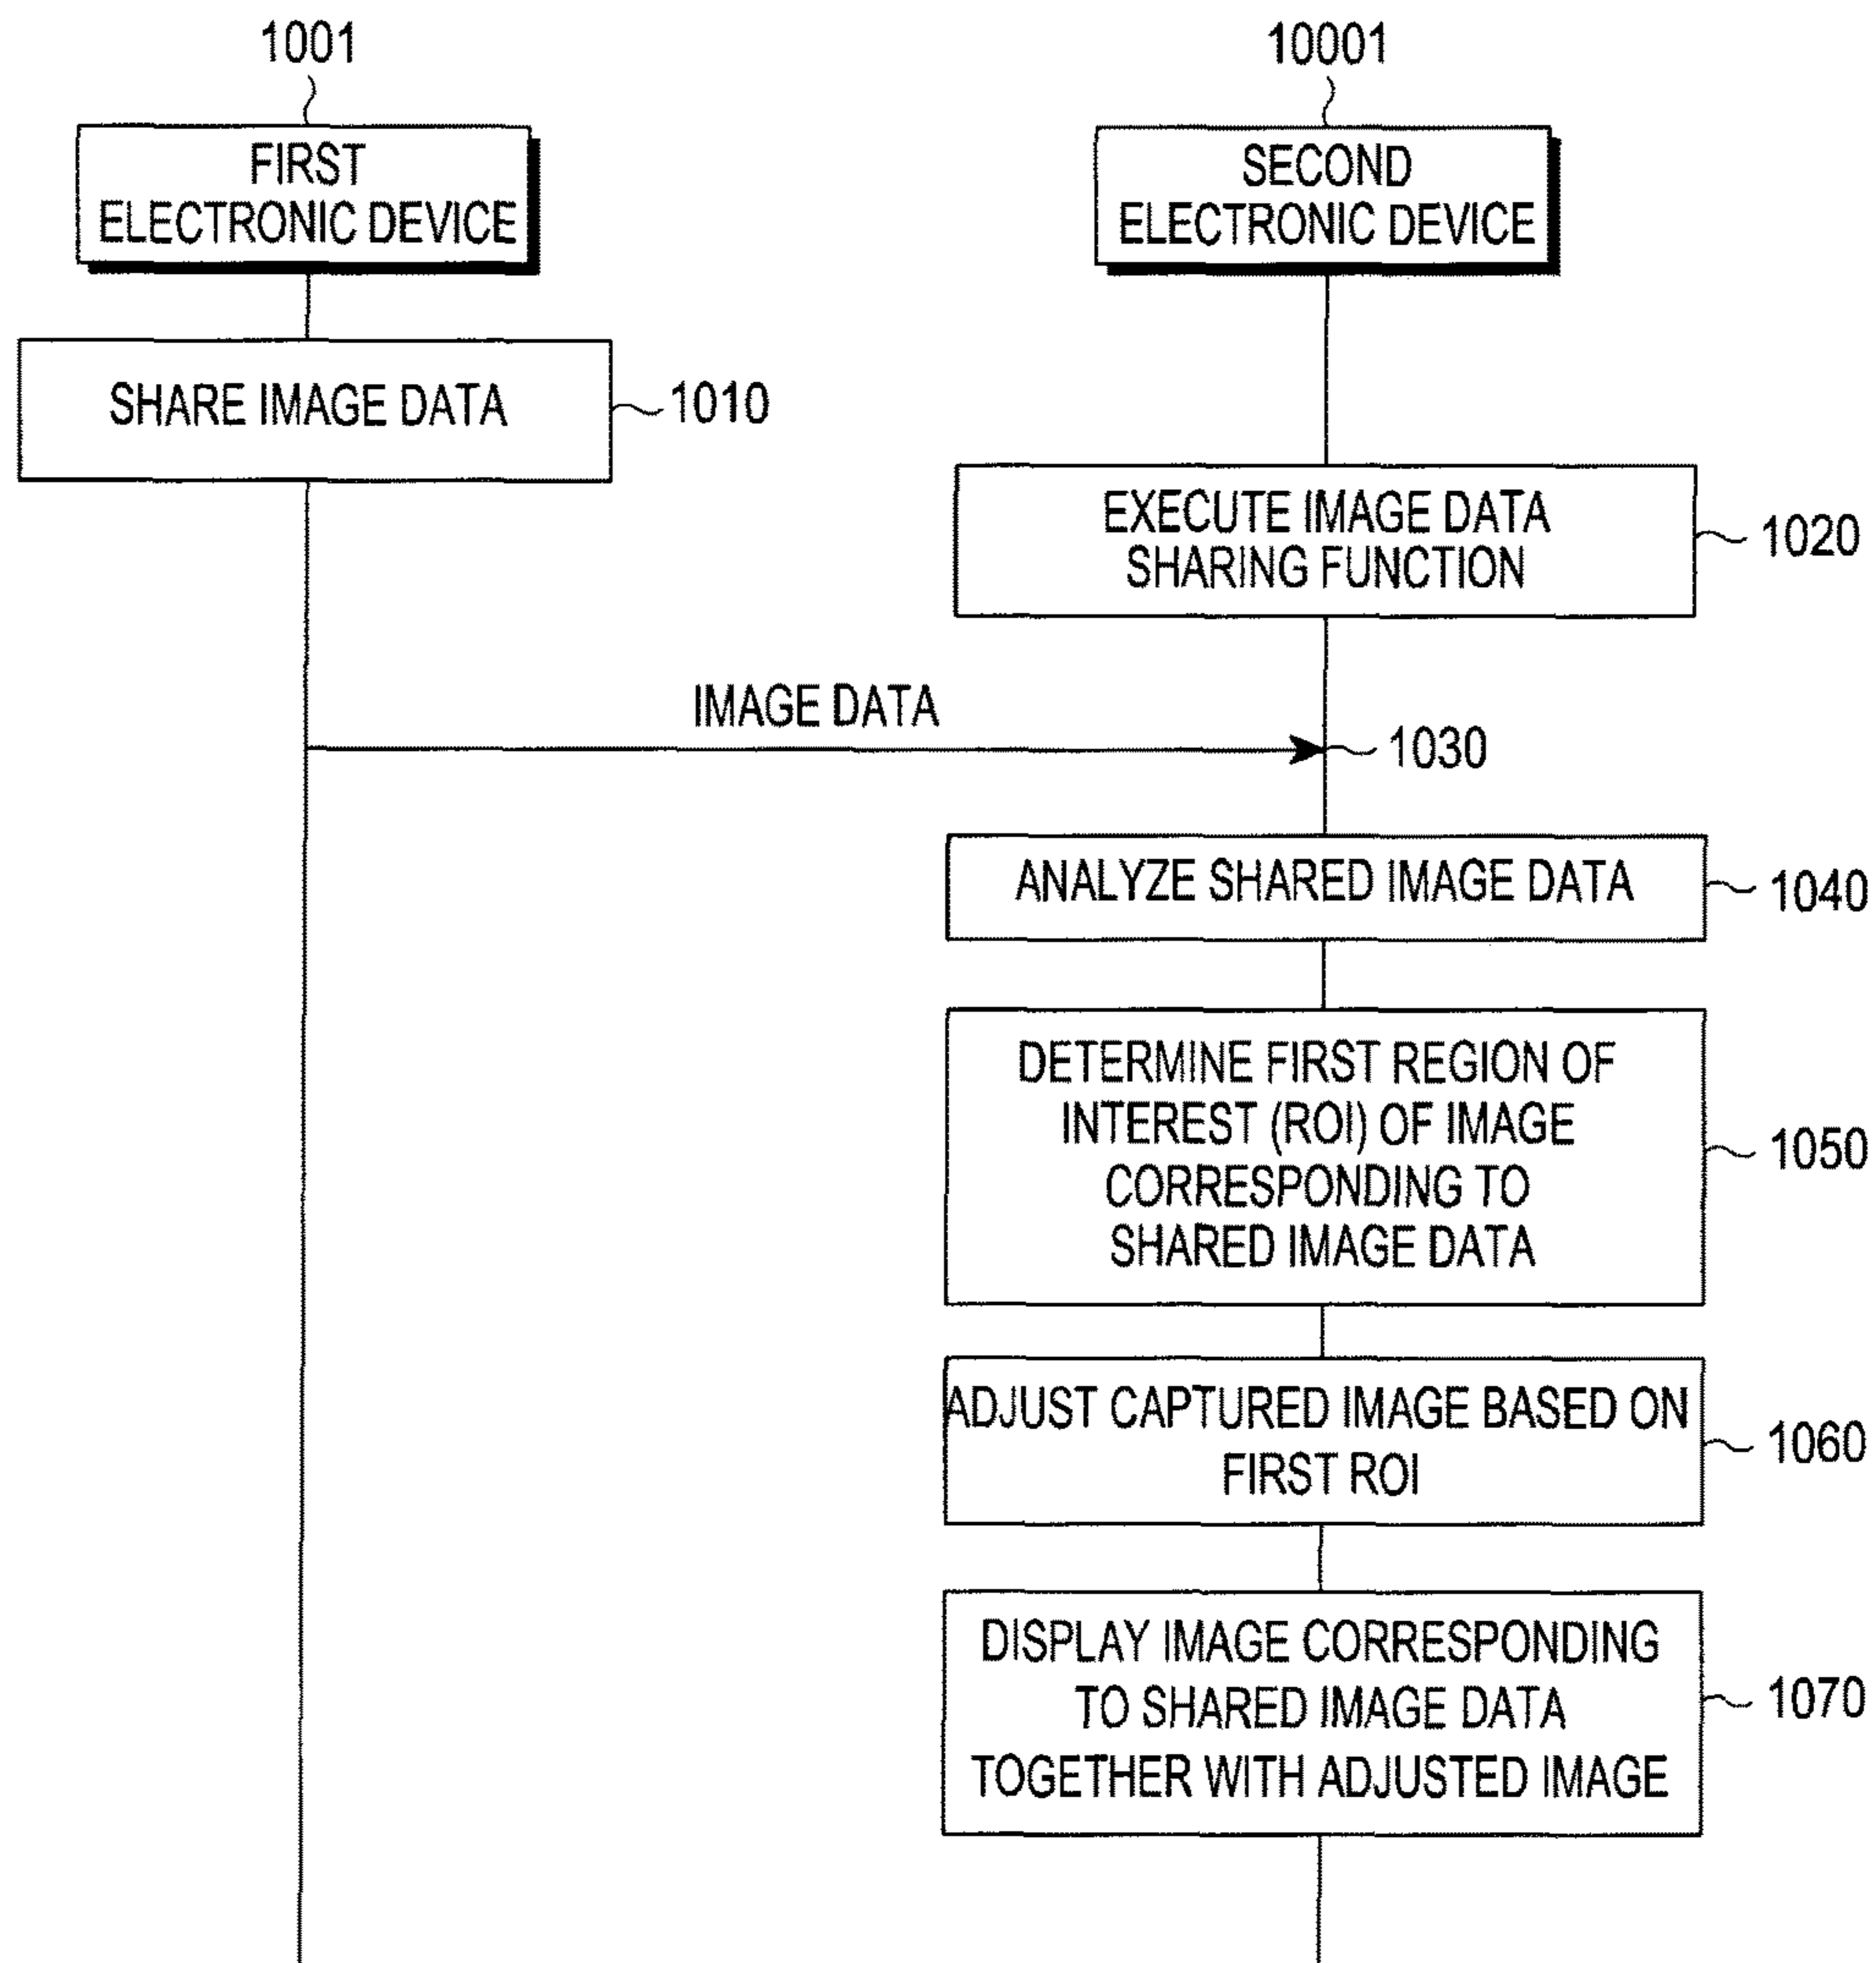 1001
10001
FIRST
ELECTRONIC DEVICE
SECOND
ELECTRONIC DEVICE
SHARE IMAGE DATA
1010
EXECUTE IMAGE DATA
SHARING FUNCTION
1020
IMAGE DATA
1030
ANALYZE SHARED IMAGE DATA
1040
DETERMINE FIRST REGION OF
INTEREST (ROI) OF IMAGE
CORRESPONDING TO
SHARED IMAGE DATA
1050
ADJUST CAPTURED IMAGE BASED ON
FIRST ROI
1060
DISPLAY IMAGE CORRESPONDING
TO SHARED IMAGE DATA
TOGETHER WITH ADJUSTED IMAGE
1070